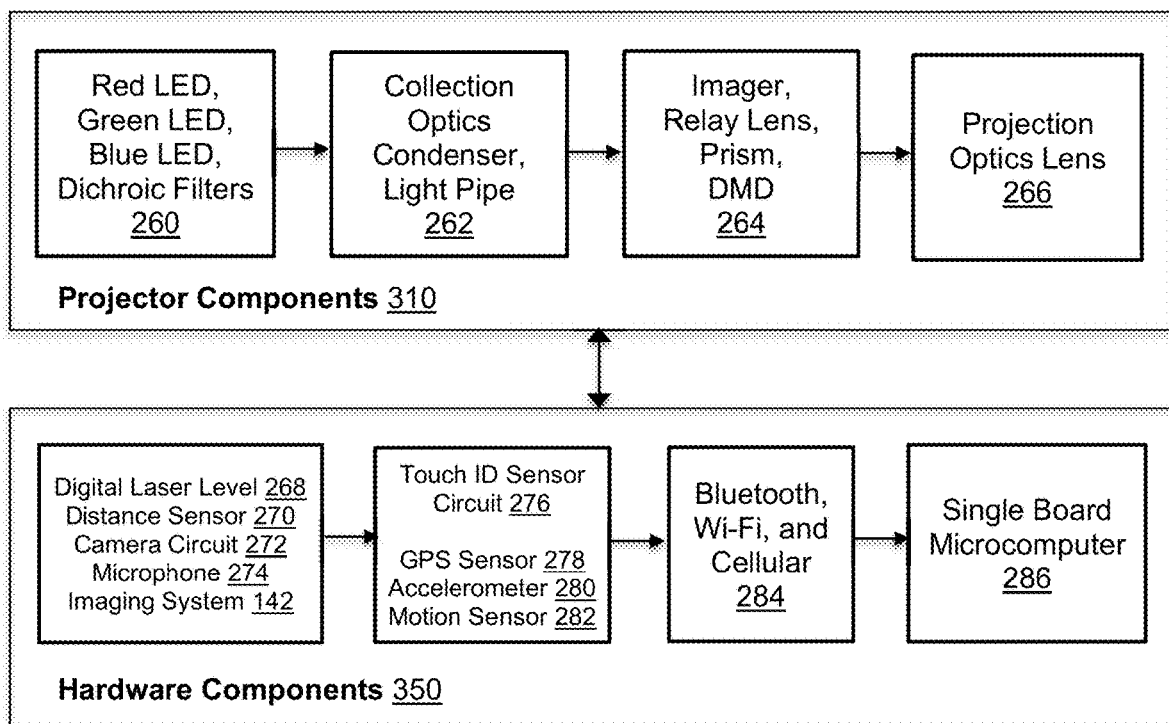 Red LED,
Green LED,
Blue LED,
Dichroic Filters
260
Collection
Optics
Condenser,
Light Pipe
262
Imager,
Relay Lens,
Prism,
DMD
264
Projection
Optics Lens
266
Projector Components 310
Digital Laser Level 268
Distance Sensor 270
Camera Circuit 272
Microphone 274
Imaging System 142
Touch ID Sensor
Circuit 276
GPS Sensor 278
Accelerometer 280
Motion Sensor 282
Bluetooth,
Wi-Fi, and
Cellular
284
Single Board
Microcomputer
286
Hardware Components 350